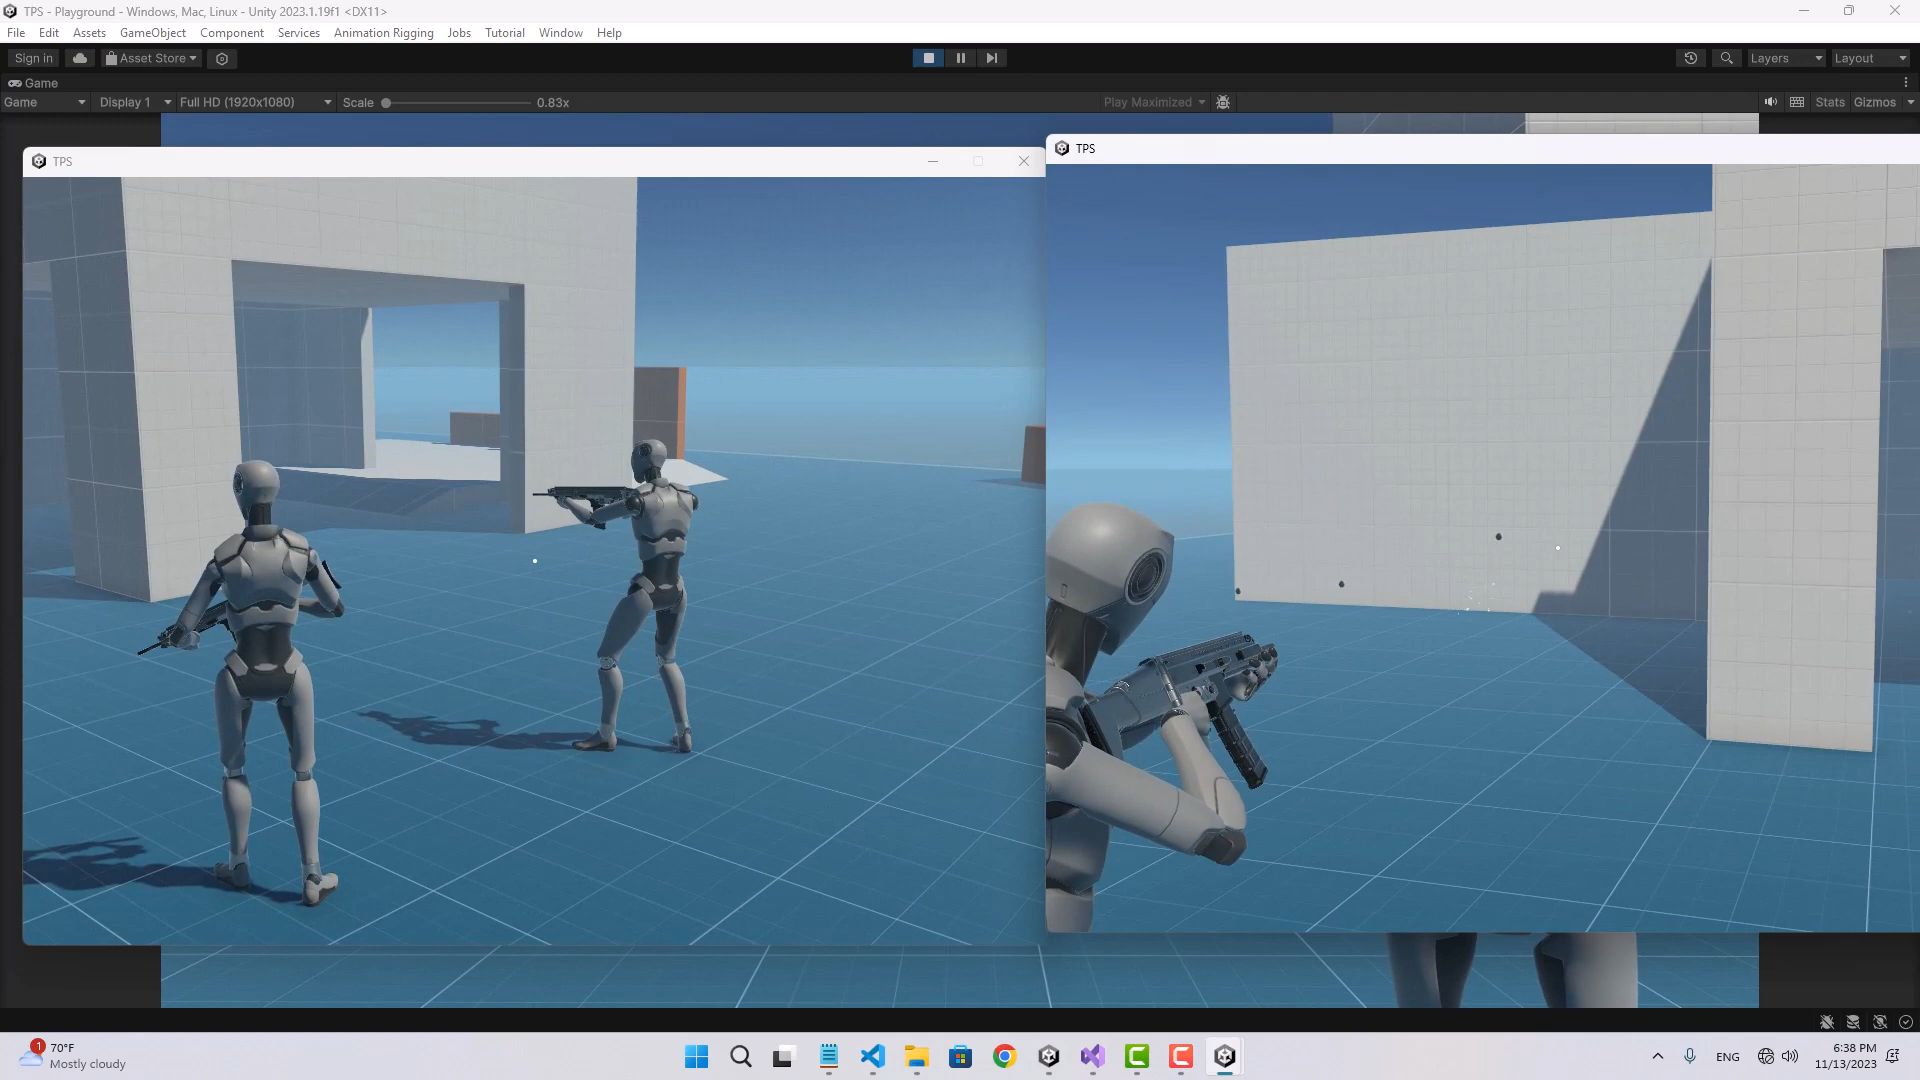 TPS - Playground - Windows, Mac, Linux - Unity 2023.1.19f1 <DX11>
File Edit Assets GameObject Component Services Animation Rigging Jobs Tutorial Window Help
Sign in Asset Store Layers Layout
Game
Game Display 1 Full HD (1920x1080) Scale 0.83x Play Maximized Stats Gizmos
TPS
TPS
1
70°F
Mostly cloudy
ENG
6:38 PM
11/13/2023